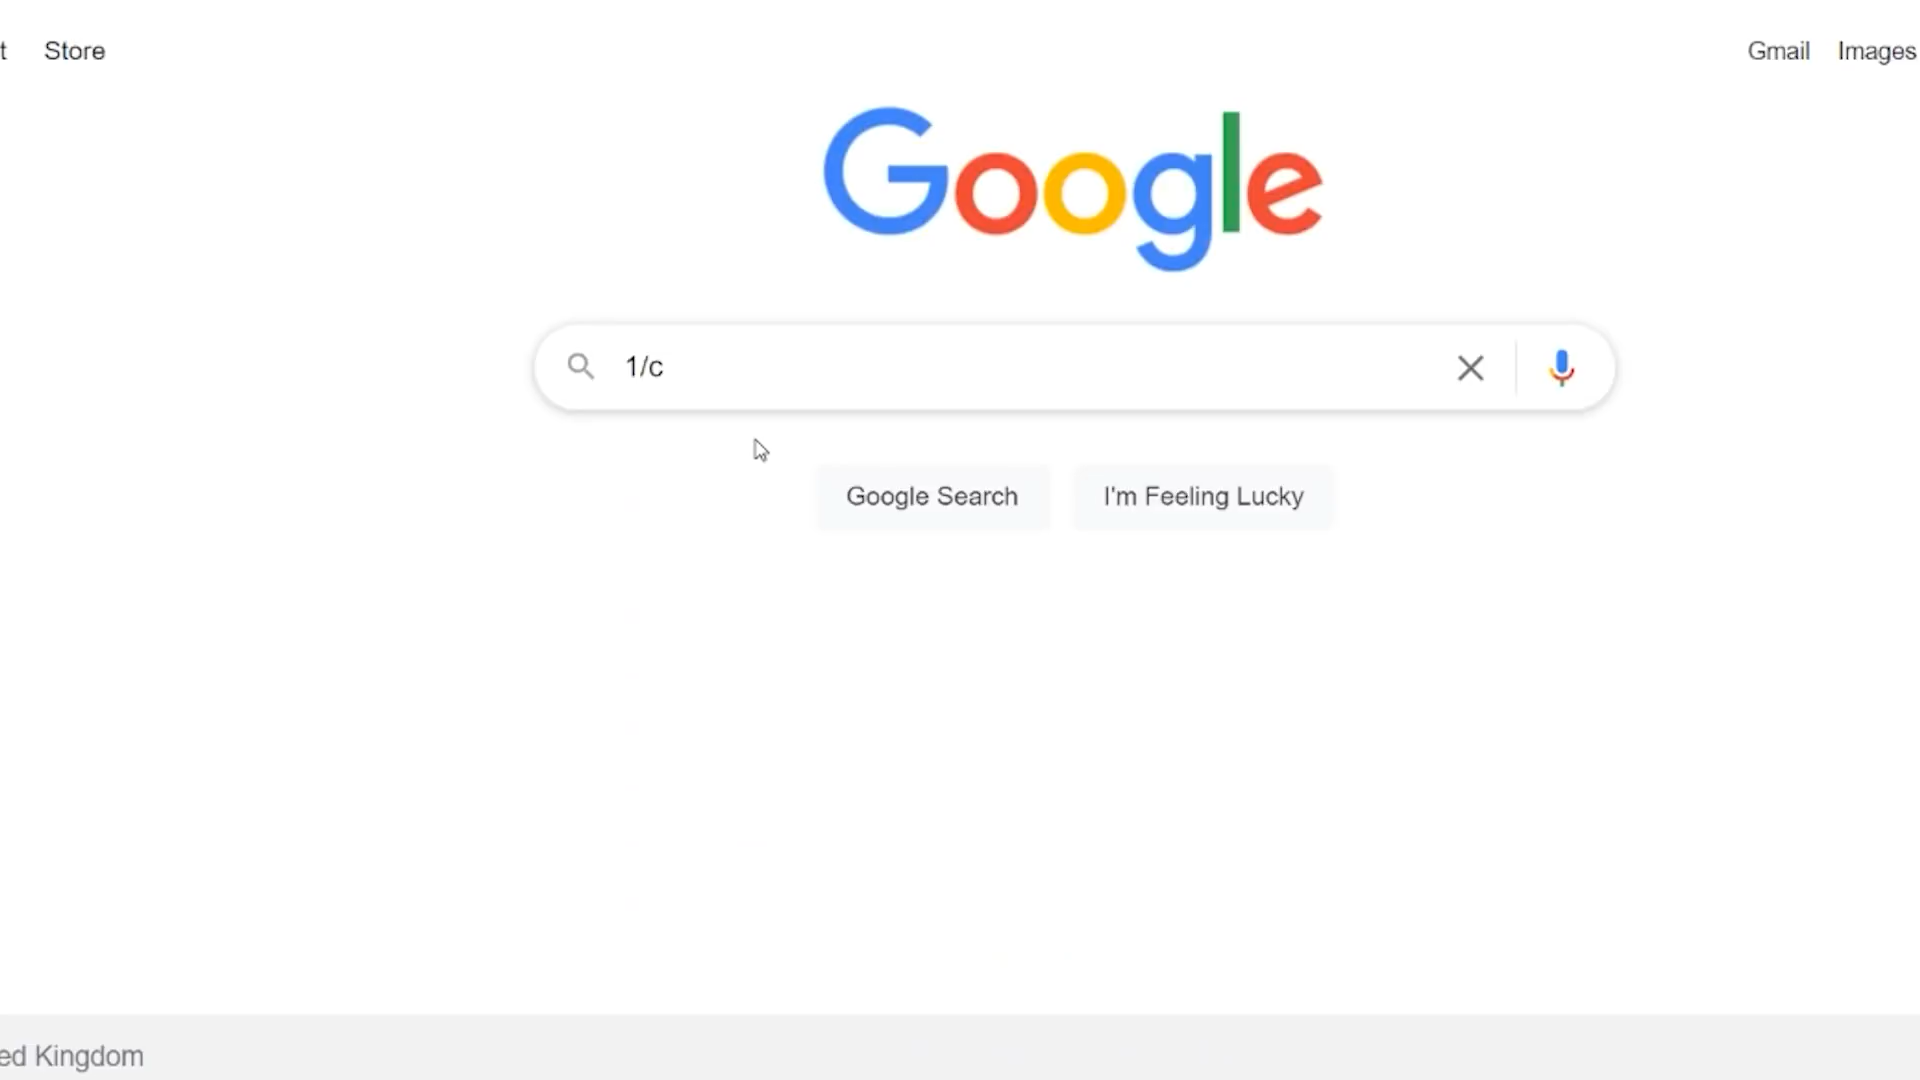 Store
Gmail Images
Google
1/c
Google Search I'm Feeling Lucky
ed Kingdom